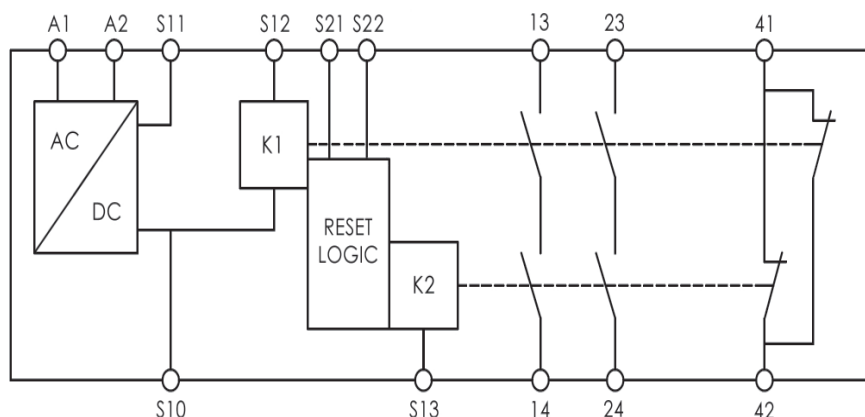 A1 A2 S11 S12 S21 S22 13 23 41
AC
DC
K1
RESET
LOGIC
K2
S10 S13 14 24 42